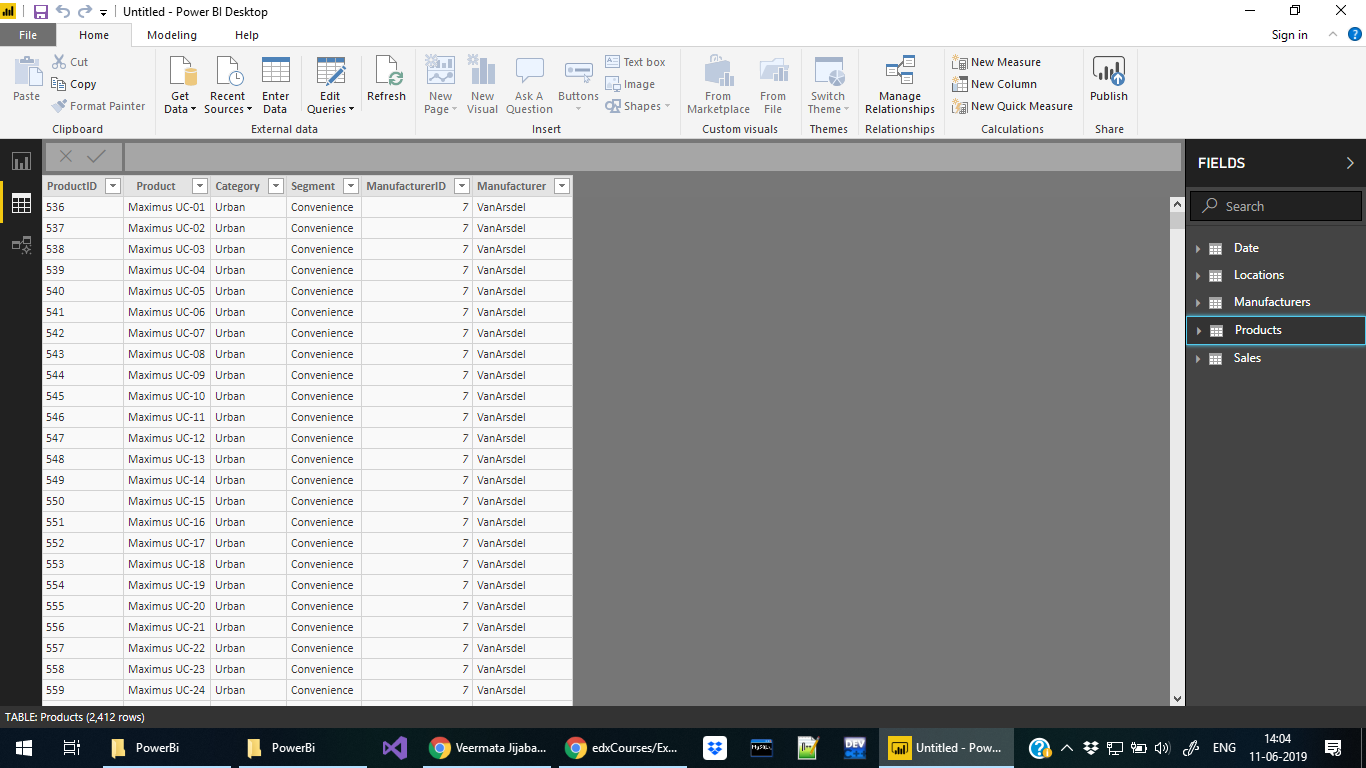 Untitled - Power BI Desktop
File Home Modeling Help Sign in
Paste Cut Copy Format Painter
Clipboard
Get Data Recent Sources Enter Data Edit Queries Refresh
External data
New Page New Visual Ask A Question Buttons Text box Image Shapes
Insert
From Marketplace From File
Custom visuals
Switch Theme
Themes
Manage Relationships
Relationships
New Measure New Column New Quick Measure
Calculations
Publish
Share
ProductID Product Category Segment ManufacturerID Manufacturer
536 Maximus UC-01 Urban Convenience 7 VanArsdel
537 Maximus UC-02 Urban Convenience 7 VanArsdel
538 Maximus UC-03 Urban Convenience 7 VanArsdel
539 Maximus UC-04 Urban Convenience 7 VanArsdel
540 Maximus UC-05 Urban Convenience 7 VanArsdel
541 Maximus UC-06 Urban Convenience 7 VanArsdel
542 Maximus UC-07 Urban Convenience 7 VanArsdel
543 Maximus UC-08 Urban Convenience 7 VanArsdel
544 Maximus UC-09 Urban Convenience 7 VanArsdel
545 Maximus UC-10 Urban Convenience 7 VanArsdel
546 Maximus UC-11 Urban Convenience 7 VanArsdel
547 Maximus UC-12 Urban Convenience 7 VanArsdel
548 Maximus UC-13 Urban Convenience 7 VanArsdel
549 Maximus UC-14 Urban Convenience 7 VanArsdel
550 Maximus UC-15 Urban Convenience 7 VanArsdel
551 Maximus UC-16 Urban Convenience 7 VanArsdel
552 Maximus UC-17 Urban Convenience 7 VanArsdel
553 Maximus UC-18 Urban Convenience 7 VanArsdel
554 Maximus UC-19 Urban Convenience 7 VanArsdel
555 Maximus UC-20 Urban Convenience 7 VanArsdel
556 Maximus UC-21 Urban Convenience 7 VanArsdel
557 Maximus UC-22 Urban Convenience 7 VanArsdel
558 Maximus UC-23 Urban Convenience 7 VanArsdel
559 Maximus UC-24 Urban Convenience 7 VanArsdel
FIELDS
Search
Date
Locations
Manufacturers
Products
Sales
TABLE: Products (2,412 rows)
PowerBi PowerBi Veermata Jijaba... edxCourses/Ex... MySQL DEV Untitled - Pow... ENG 14:04
11-06-2019